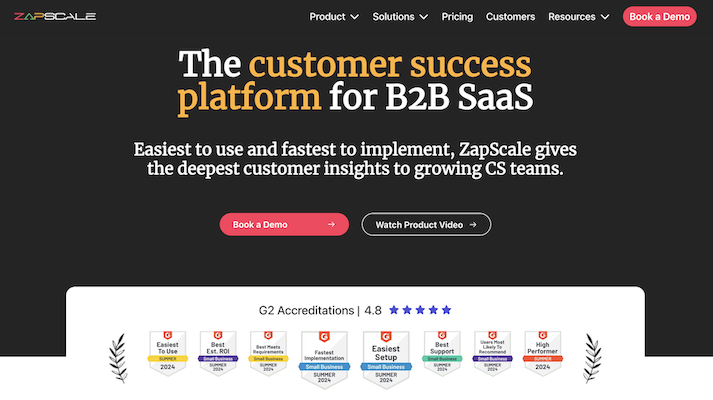 ZAPSCALE
Product
Solutions
Pricing
Customers
Resources
Book a Demo
The customer success
platform for B2B SaaS
Easiest to use and fastest to implement, ZapScale gives
the deepest customer insights to growing CS teams.
Book a Demo →
Watch Product Video →
G2 Accreditations | 4.8
Easiest
To Use
SUMMER
2024
Best
Est. ROI
Small Business
SUMMER
2024
Best Meets
Requirements
Small Business
SUMMER
2024
Fastest
Implementation
Small Business
SUMMER
2024
Easiest
Setup
Small Business
SUMMER
2024
Best
Support
Small Business
SUMMER
2024
Users Most
Likely To
Recommend
Small Business
SUMMER
2024
High
Performer
SUMMER
2024